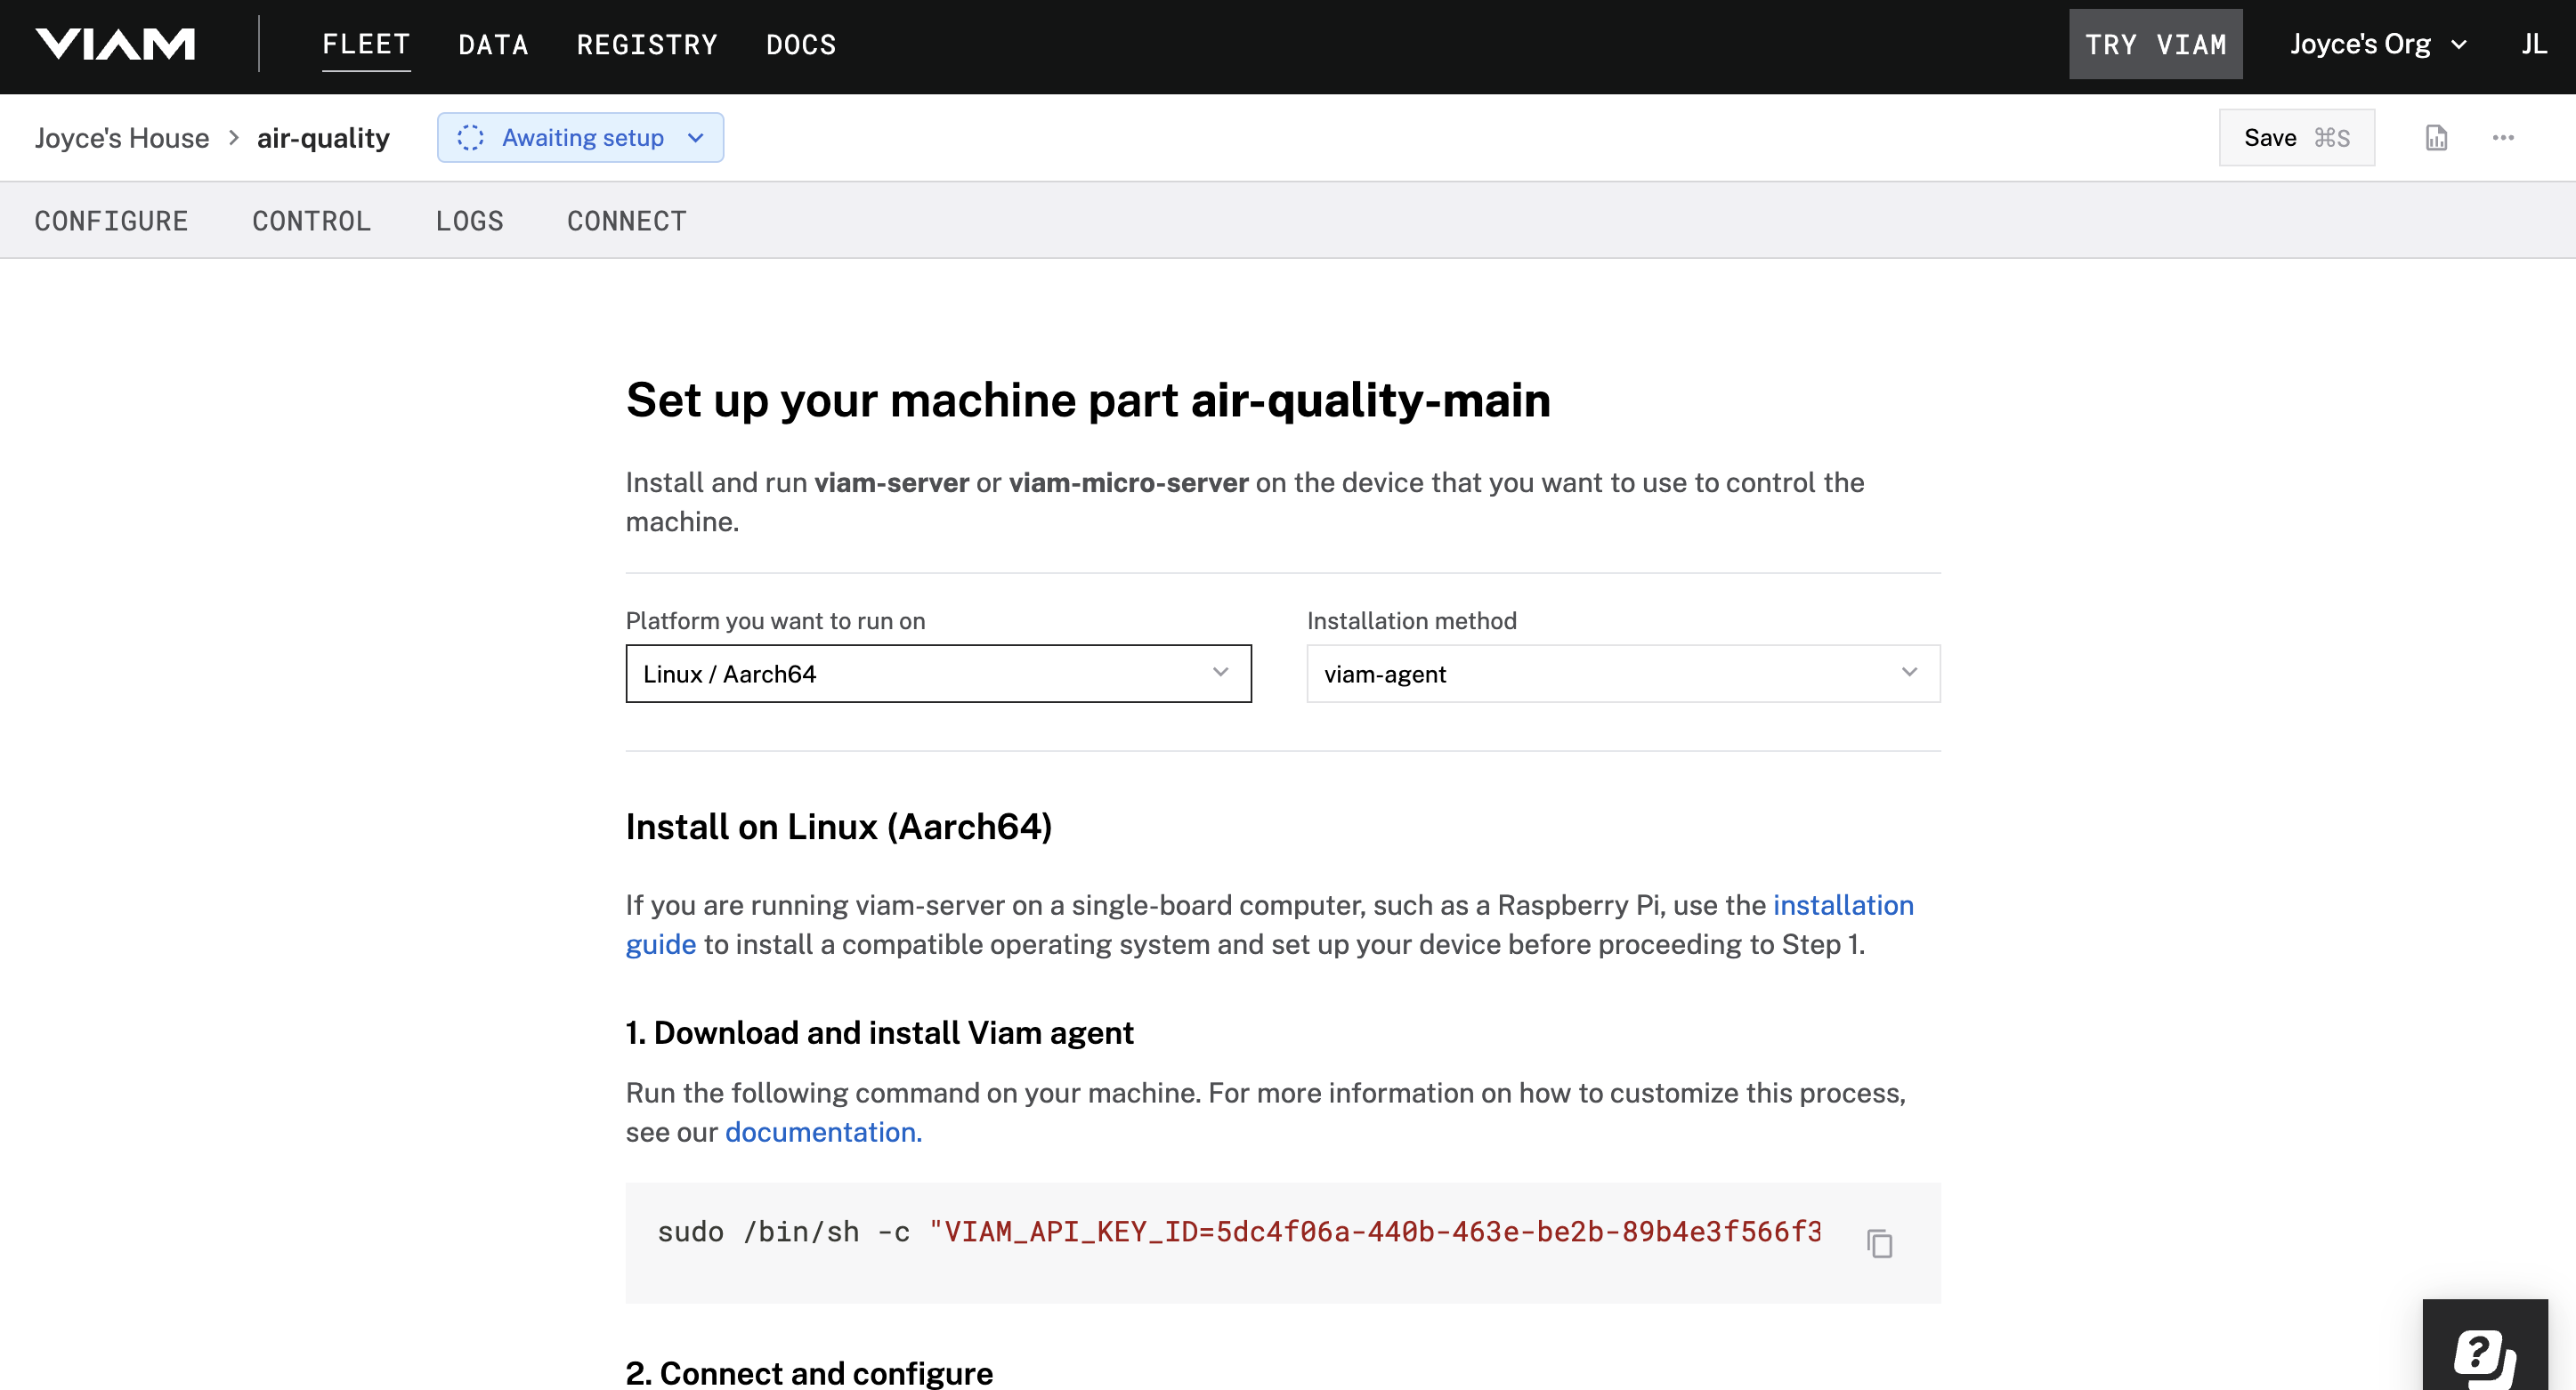 VIAM
FLEET DATA REGISTRY DOCS
TRY VIAM Joyce's Org JL
Joyce's House > air-quality Awaiting setup
Save ⌘S
CONFIGURE CONTROL LOGS CONNECT
Set up your machine part air-quality-main
Install and run viam-server or viam-micro-server on the device that you want to use to control the
machine.
Platform you want to run on
Linux / Aarch64
Installation method
viam-agent
Install on Linux (Aarch64)
If you are running viam-server on a single-board computer, such as a Raspberry Pi, use the installation
guide to install a compatible operating system and set up your device before proceeding to Step 1.
1. Download and install Viam agent
Run the following command on your machine. For more information on how to customize this process,
see our documentation.
sudo /bin/sh -c "VIAM_API_KEY_ID=5dc4f06a-440b-463e-be2b-89b4e3f566f3
2. Connect and configure
?